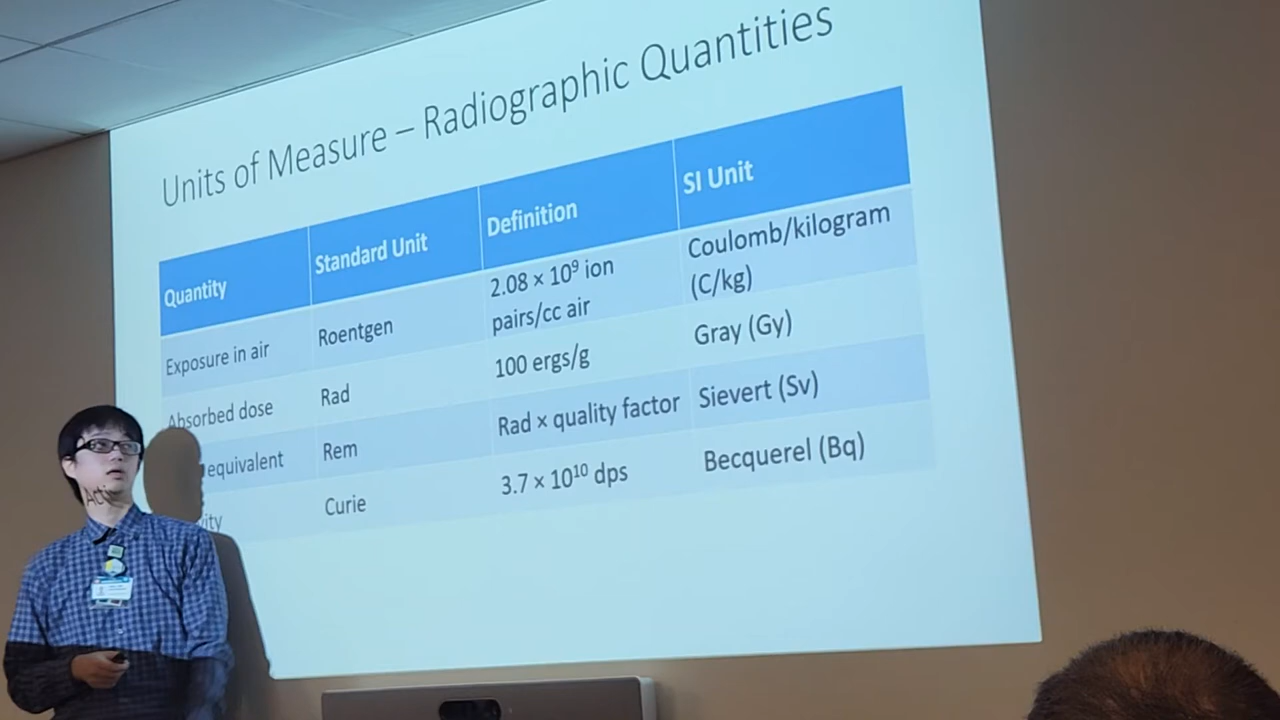 Units of Measure – Radiographic Quantities
Quantity
Standard Unit
Definition
SI Unit
Exposure in air
Roentgen
2.08 × 10⁹ ion
pairs/cc air
Coulomb/kilogram
(C/kg)
Absorbed dose
Rad
100 ergs/g
Gray (Gy)
equivalent
Rem
Rad × quality factor
Sievert (Sv)
Activity
Curie
3.7 × 10¹⁰ dps
Becquerel (Bq)